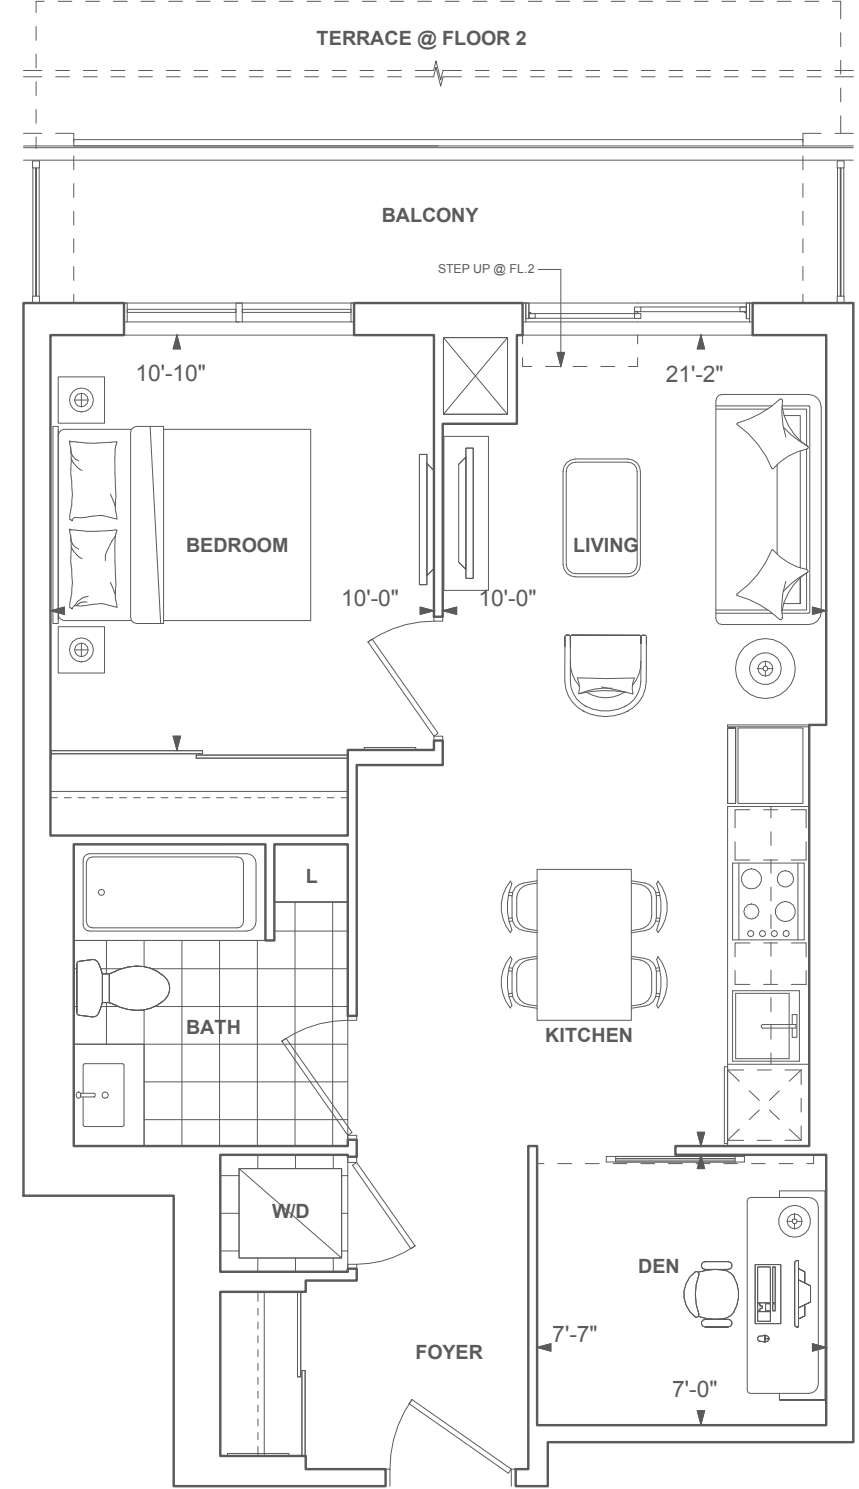 TERRACE @ FLOOR 2
BALCONY
STEP UP @ FL.2
10'-10"
21'-2"
BEDROOM
LIVING
10'-0"
10'-0"
L
BATH
KITCHEN
W/D
DEN
7'-7"
FOYER
7'-0"